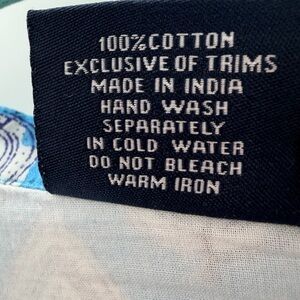 100%COTTON
EXCLUSIVE OF TRIMS
MADE IN INDIA
HAND WASH
SEPARATELY
IN COLD WATER
DO NOT BLEACH
WARM IRON